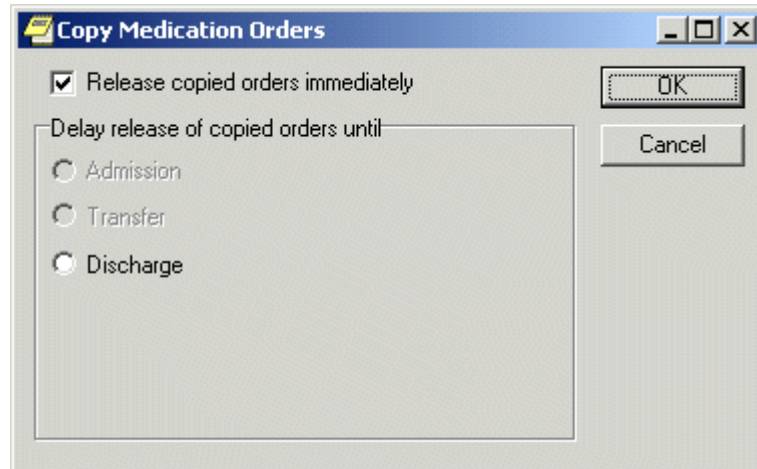 Copy Medication Orders
Release copied orders immediately
OK
Delay release of copied orders until
Cancel
Admission
Transfer
Discharge